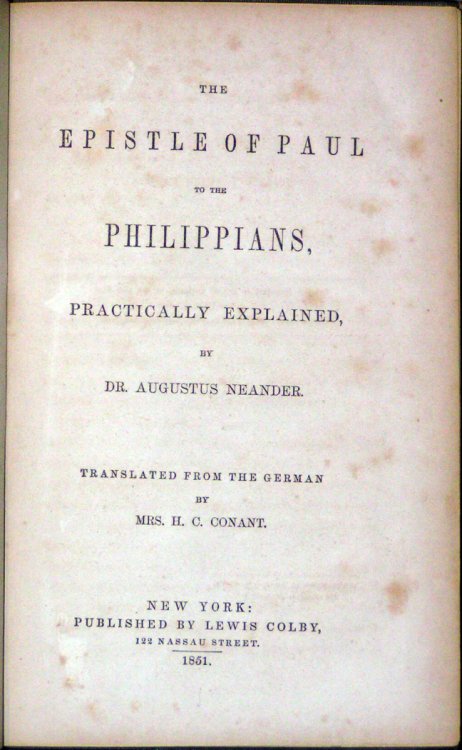 THE
EPISTLE OF PAUL
TO THE
PHILIPPIANS,
PRACTICALLY EXPLAINED,
BY
DR. AUGUSTUS NEANDER.
TRANSLATED FROM THE GERMAN
BY
MRS. H. C. CONANT.
NEW YORK:
PUBLISHED BY LEWIS COLBY,
122 NASSAU STREET.
1851.